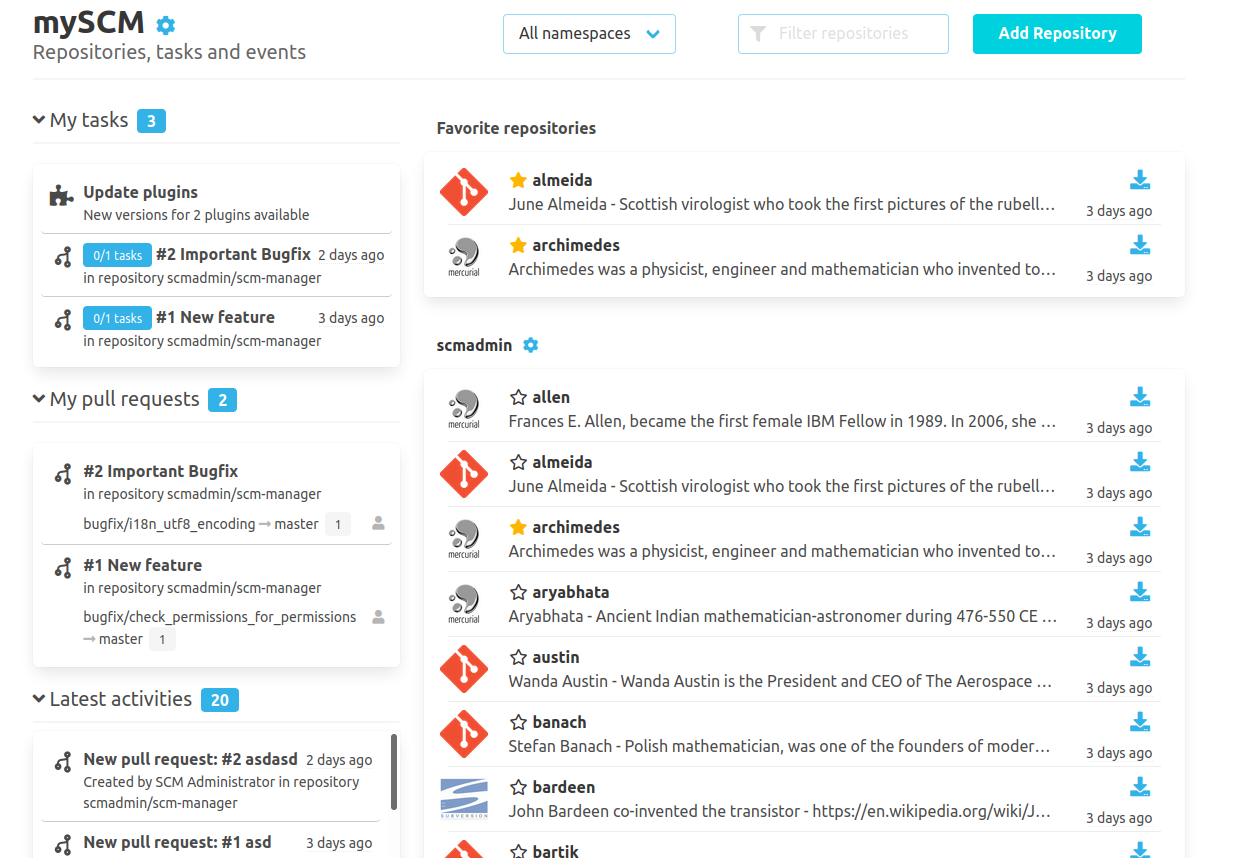 mySCM
Repositories, tasks and events
All namespaces
Filter repositories
Add Repository
My tasks 3
Update plugins
New versions for 2 plugins available
0/1 tasks #2 Important Bugfix 2 days ago
in repository scmadmin/scm-manager
0/1 tasks #1 New feature 3 days ago
in repository scmadmin/scm-manager
My pull requests 2
#2 Important Bugfix
in repository scmadmin/scm-manager
bugfix/i18n_utf8_encoding → master 1
#1 New feature
in repository scmadmin/scm-manager
bugfix/check_permissions_for_permissions
→ master 1
Latest activities 20
New pull request: #2 asdasd 2 days ago
Created by SCM Administrator in repository
scmadmin/scm-manager
New pull request: #1 asd 3 days ago
Favorite repositories
almeida
June Almeida - Scottish virologist who took the first pictures of the rubell…
3 days ago
mercurial
archimedes
Archimedes was a physicist, engineer and mathematician who invented to…
3 days ago
scmadmin
mercurial
allen
Frances E. Allen, became the first female IBM Fellow in 1989. In 2006, she …
3 days ago
almeida
June Almeida - Scottish virologist who took the first pictures of the rubell…
3 days ago
mercurial
archimedes
Archimedes was a physicist, engineer and mathematician who invented to…
3 days ago
mercurial
aryabhata
Aryabhata - Ancient Indian mathematician-astronomer during 476-550 CE …
3 days ago
austin
Wanda Austin - Wanda Austin is the President and CEO of The Aerospace …
3 days ago
banach
Stefan Banach - Polish mathematician, was one of the founders of moder…
3 days ago
SUBVERSION
bardeen
John Bardeen co-invented the transistor - https://en.wikipedia.org/wiki/J…
3 days ago
bartik